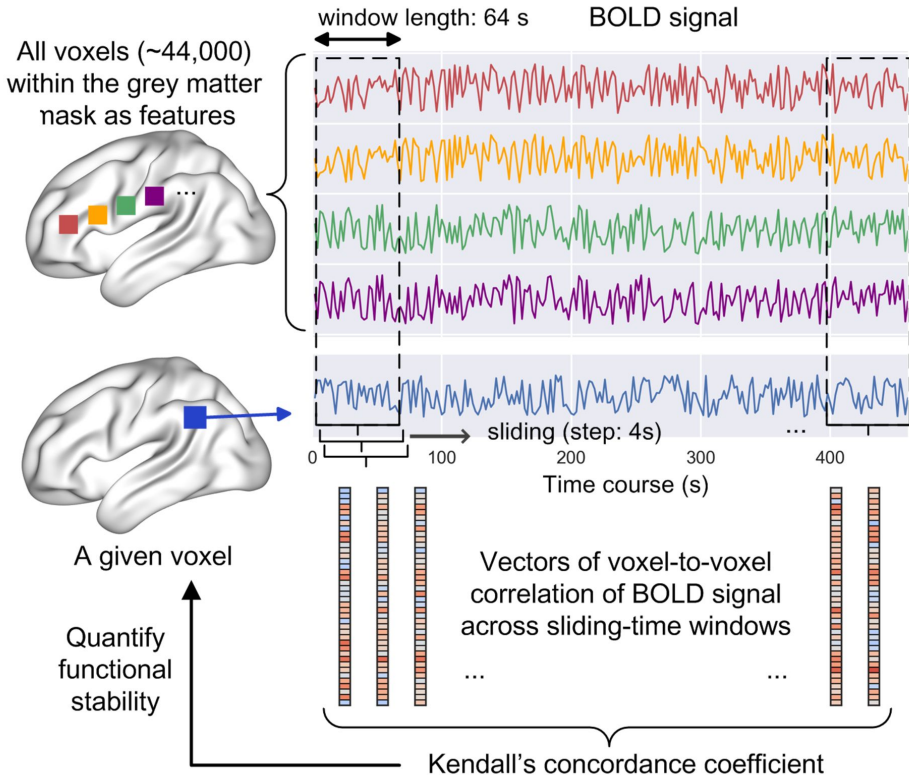 window length: 64 s
BOLD signal
All voxels (~44,000)
within the grey matter
mask as features
...
sliding (step: 4s)
...
0 100 200 300 400
Time course (s)
A given voxel
Vectors of voxel-to-voxel
correlation of BOLD signal
across sliding-time windows
... ...
Quantify
functional
stability
Kendall's concordance coefficient